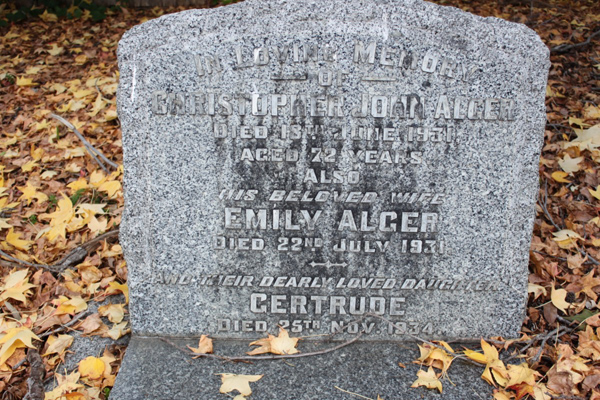 IN LOVING MEMORY
OF
CHRISTOPHER JOHN ALGER
DIED 13TH JUNE 1931.
AGED 72 YEARS
ALSO
HIS BELOVED WIFE
EMILY ALGER
DIED 22ND JULY 1931.
AND THEIR DEARLY LOVED DAUGHTER
GERTRUDE
DIED 25TH NOV. 1934.